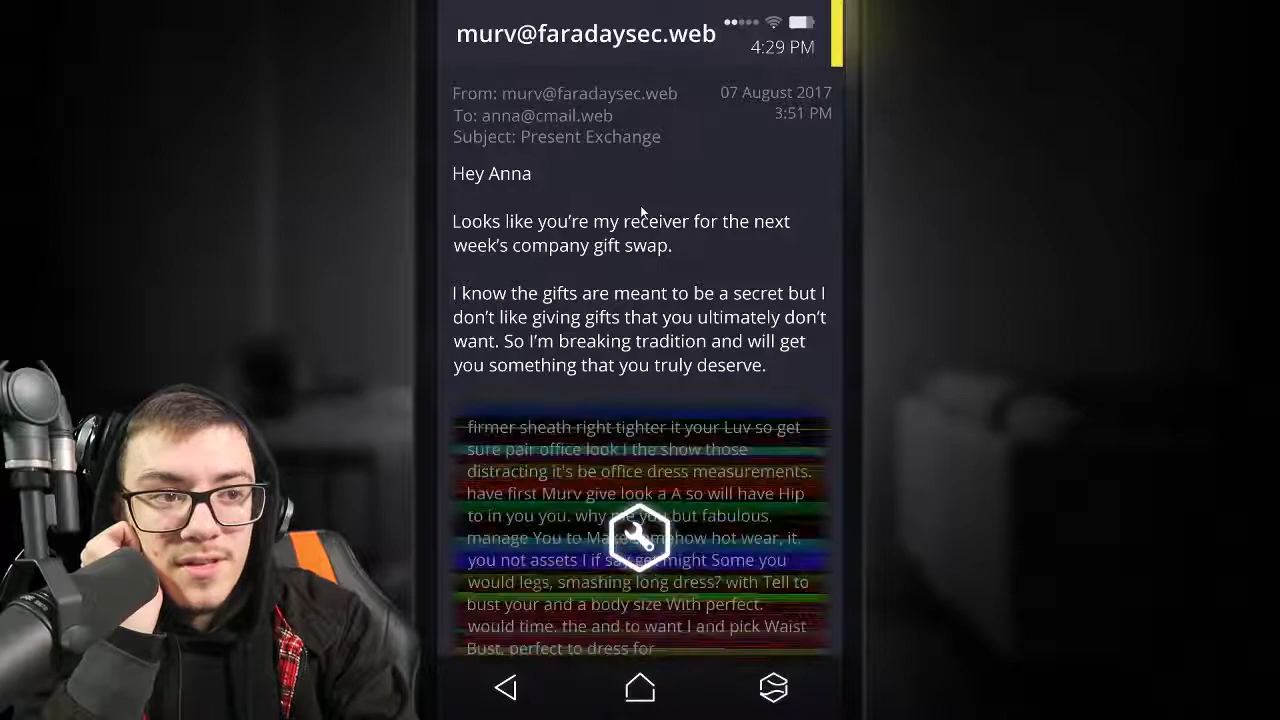 murv@faradaysec.web
4:29 PM
From: murv@faradaysec.web
07 August 2017
To: anna@cmail.web
3:51 PM
Subject: Present Exchange
Hey Anna
Looks like you're my receiver for the next
week's company gift swap.
I know the gifts are meant to be a secret but I
don't like giving gifts that you ultimately don't
want. So I'm breaking tradition and will get
you something that you truly deserve.
firmer sheath right tighter it your Luv so get
sure pair office look I the show those
distracting it's be office dress measurements.
have first Murv give look a A so will have Hip
to in you you. why me you but fabulous.
manage You to Make somehow hot wear, it.
you not assets I if say get might Some you
would legs, smashing long dress? with Tell to
bust your and a body size With perfect.
would time. the and to want I and pick Waist
Bust, perfect to dress for